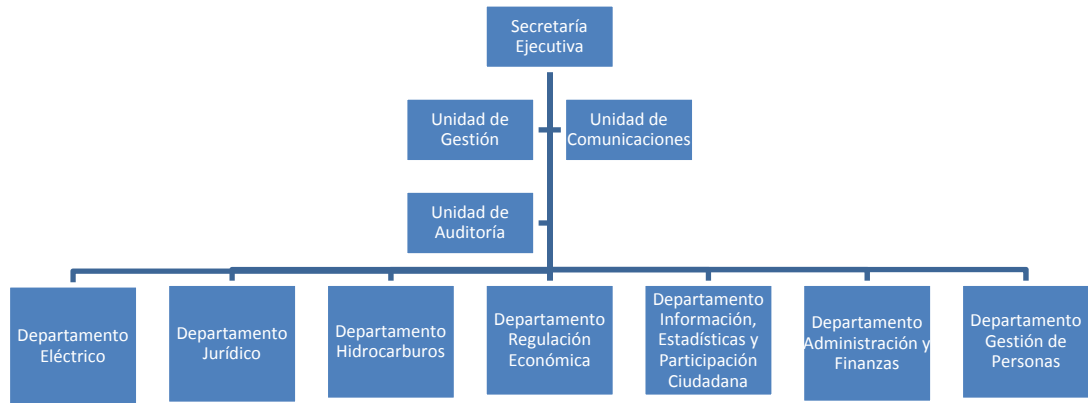 Secretaría
Ejecutiva
Unidad de
Gestión
Unidad de
Comunicaciones
Unidad de
Auditoría
Departamento
Eléctrico
Departamento
Jurídico
Departamento
Hidrocarburos
Departamento
Regulación
Económica
Departamento
Información,
Estadísticas y
Participación
Ciudadana
Departamento
Administración y
Finanzas
Departamento
Gestión de
Personas